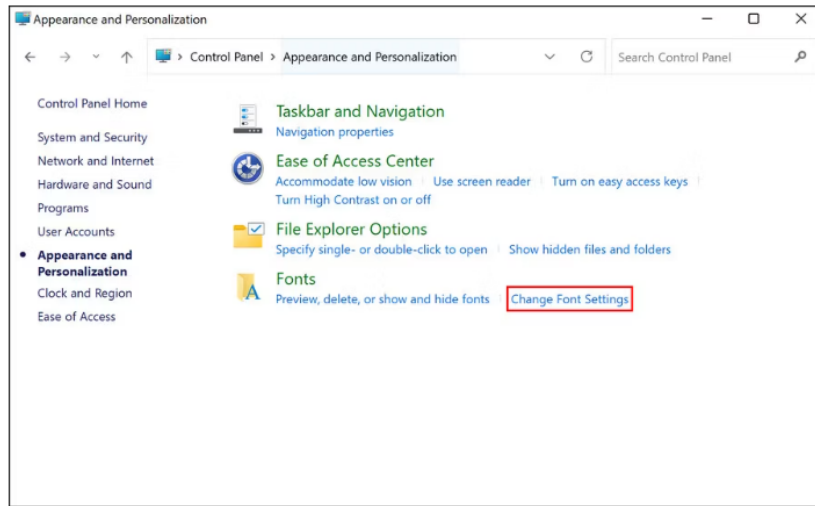 Appearance and Personalization
Control Panel > Appearance and Personalization
Search Control Panel
Control Panel Home
System and Security
Network and Internet
Hardware and Sound
Programs
User Accounts
Appearance and
Personalization
Clock and Region
Ease of Access
Taskbar and Navigation
Navigation properties
Ease of Access Center
Accommodate low vision Use screen reader Turn on easy access keys
Turn High Contrast on or off
File Explorer Options
Specify single- or double-click to open Show hidden files and folders
Fonts
Preview, delete, or show and hide fonts Change Font Settings